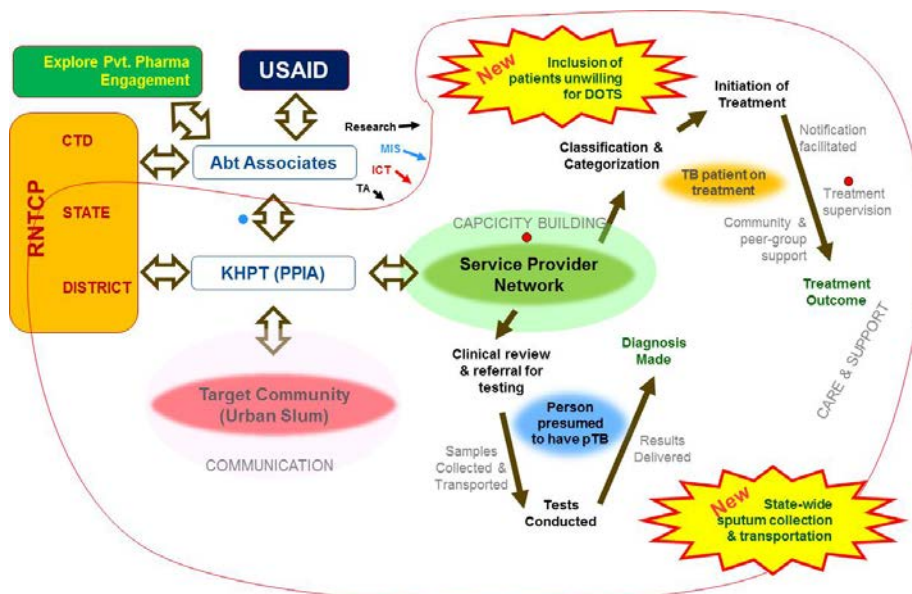 Explore Pvt. Pharma
Engagement
USAID
New
Inclusion of
patients unwilling
for DOTS
Initiation of
Treatment
Research
MIS
ICT
TA
CTD
Abt Associates
Classification &
Categorization
Notification
facilitated
TB patient on
treatment
RNTCP
STATE
Treatment
supervision
CAPCICITY BUILDING
Community &
peer-group
support
KHPT (PPIA)
Service Provider
Network
DISTRICT
Treatment
Outcome
Clinical review
& referral for
testing
Diagnosis
Made
CARE & SUPPORT
Target Community
(Urban Slum)
Person
presumed
to have pTB
COMMUNICATION
Samples
Collected &
Transported
Results
Delivered
Tests
Conducted
New
State-wide
sputum collection
& transportation